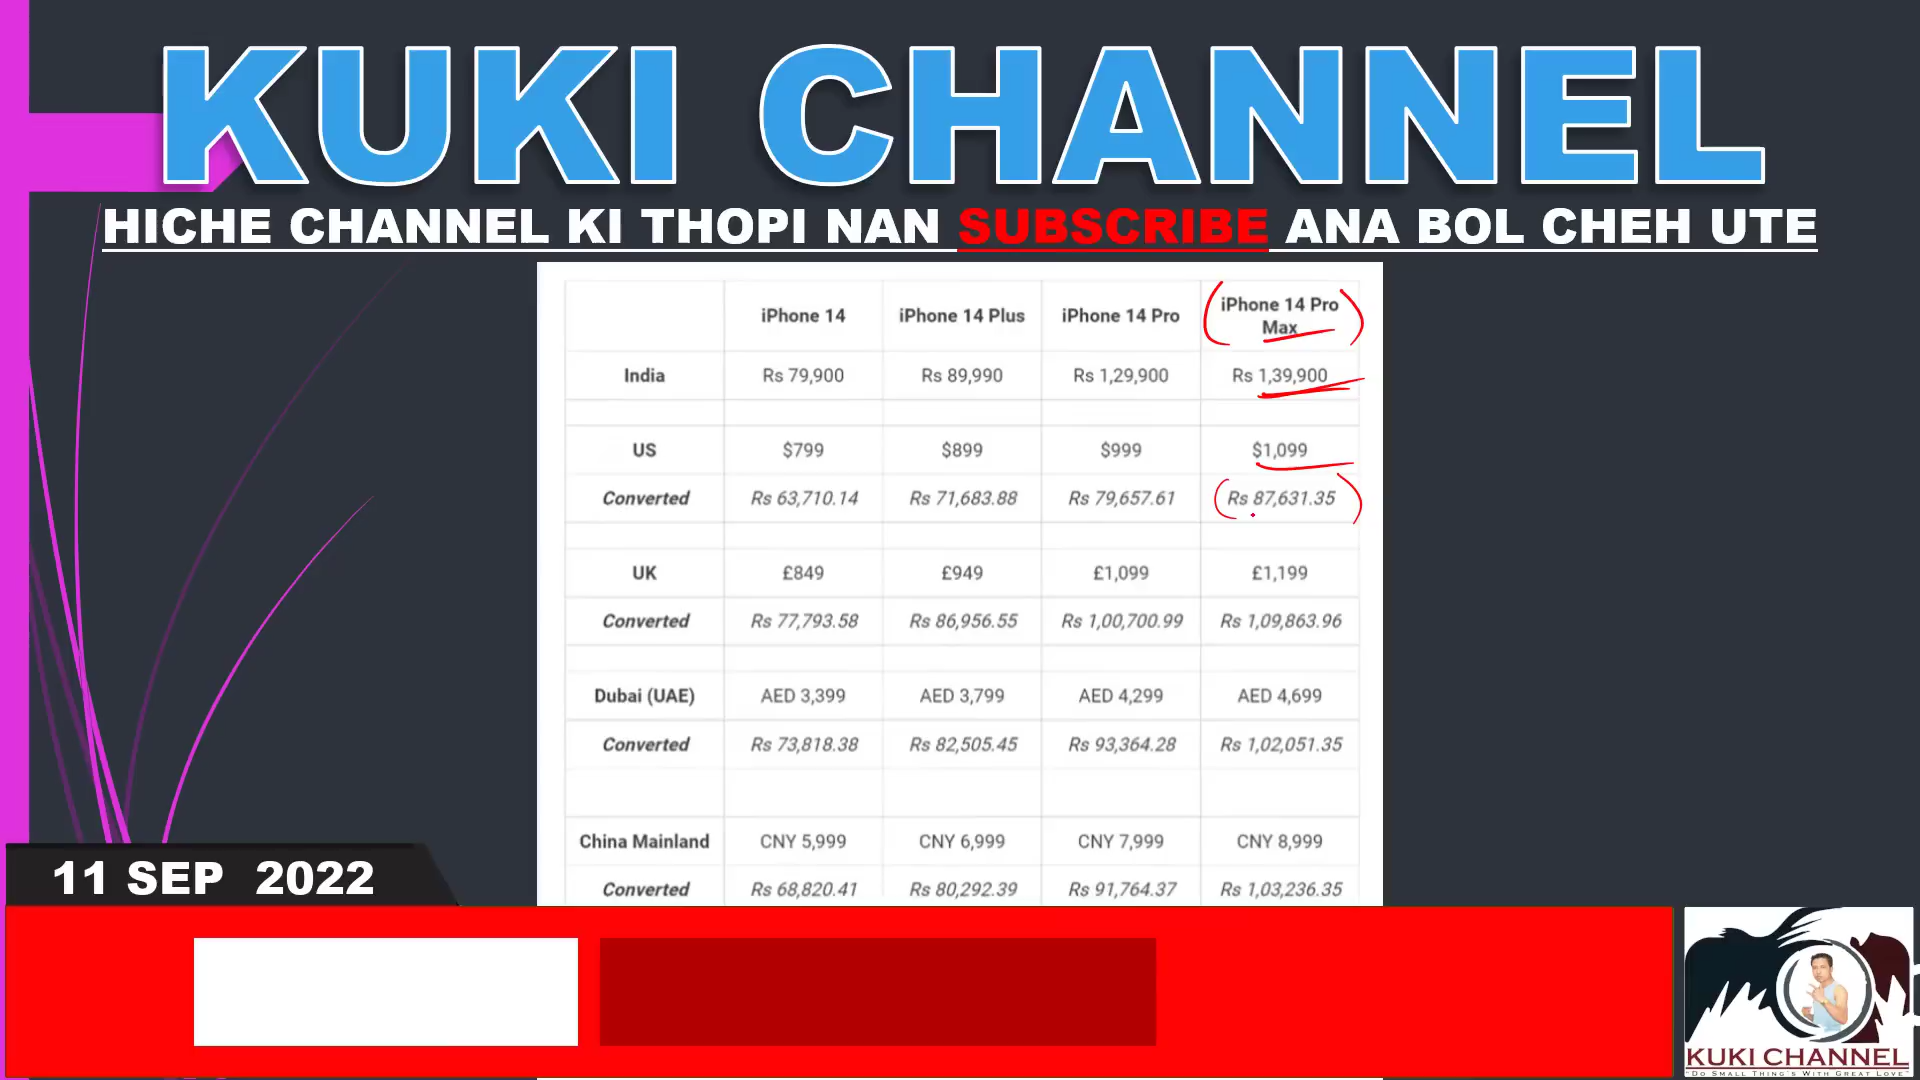 KUKI CHANNEL
HICHE CHANNEL KI THOPI NAN SUBSCRIBE ANA BOL CHEH UTE
iPhone 14 iPhone 14 Plus iPhone 14 Pro iPhone 14 Pro Max
India Rs 79,900 Rs 89,990 Rs 1,29,900 Rs 1,39,900
US $799 $899 $999 $1,099
Converted Rs 63,710.14 Rs 71,683.88 Rs 79,657.61 Rs 87,631.35
UK £849 £949 £1,099 £1,199
Converted Rs 77,793.58 Rs 86,956.55 Rs 1,00,700.99 Rs 1,09,863.96
Dubai (UAE) AED 3,399 AED 3,799 AED 4,299 AED 4,699
Converted Rs 73,818.38 Rs 82,505.45 Rs 93,364.28 Rs 1,02,051.35
China Mainland CNY 5,999 CNY 6,999 CNY 7,999 CNY 8,999
Converted Rs 68,820.41 Rs 80,292.39 Rs 91,764.37 Rs 1,03,236.35
11 SEP 2022
KUKI CHANNEL
"DO SMALL THING'S WITH GREAT LOVE"